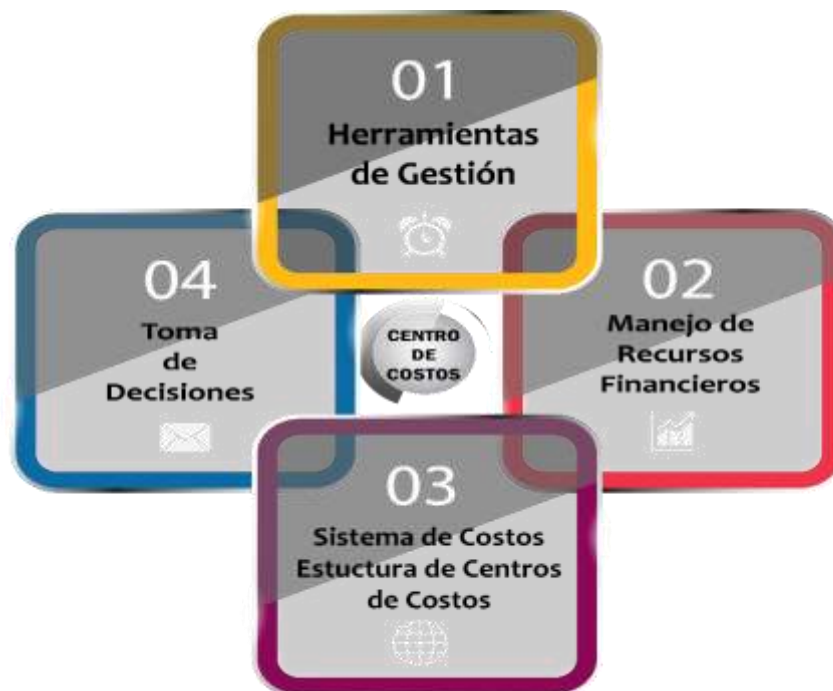 01
Herramientas
de Gestión
02
Manejo de
Recursos
Financieros
03
Sistema de Costos
Estuctura de Centros
de Costos
04
Toma
de
Decisiones
CENTRO
DE
COSTOS